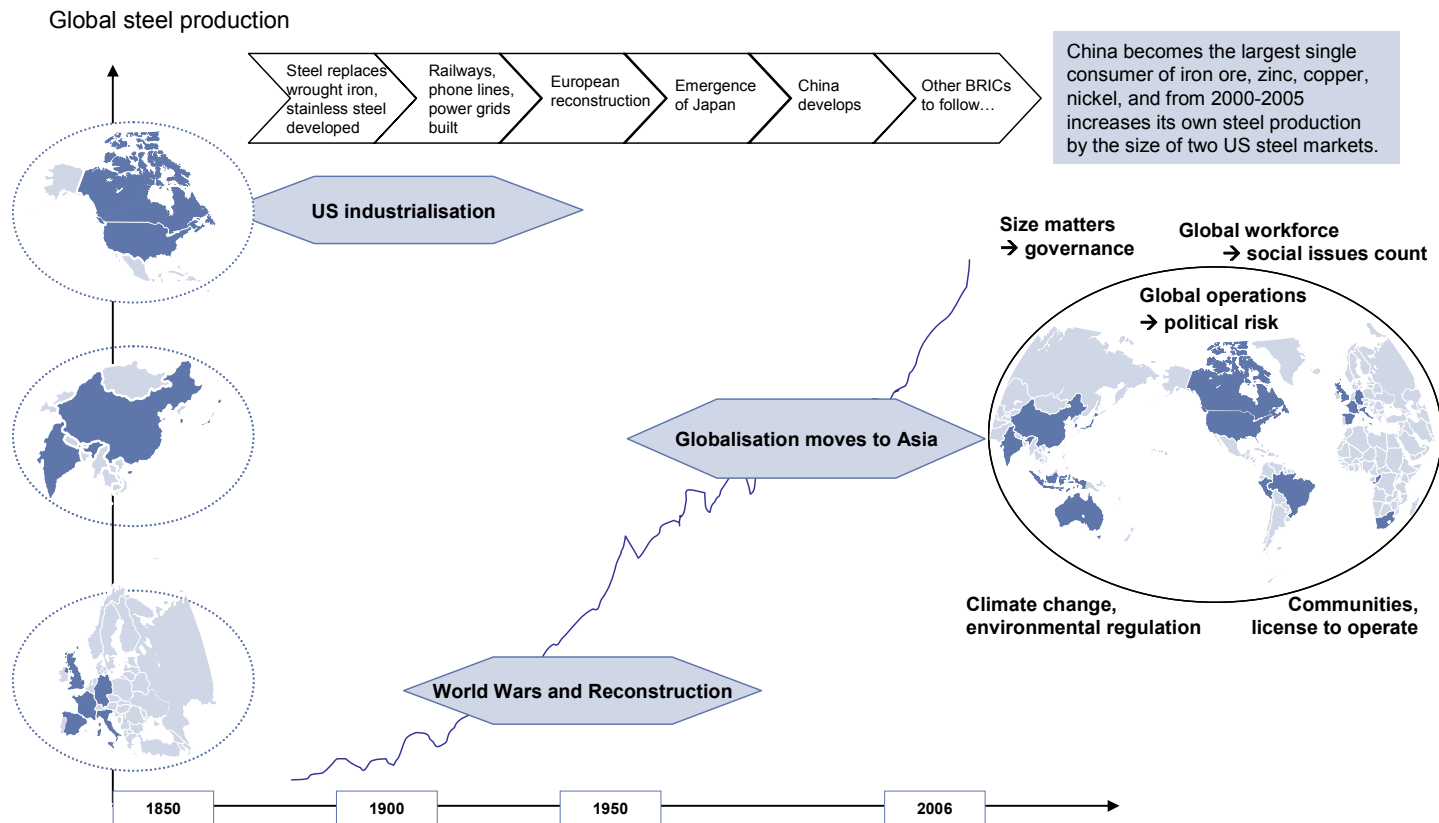 Global steel production
Steel replaces
wrought iron,
stainless steel
developed
Railways,
phone lines,
power grids
built
European
reconstruction
Emergence
of Japan
China
develops
Other BRICs
to follow…
China becomes the largest single
consumer of iron ore, zinc, copper,
nickel, and from 2000-2005
increases its own steel production
by the size of two US steel markets.
US industrialisation
Size matters
→ governance
Global workforce
→ social issues count
Global operations
→ political risk
Globalisation moves to Asia
Climate change,
environmental regulation
Communities,
license to operate
World Wars and Reconstruction
1850
1900
1950
2006